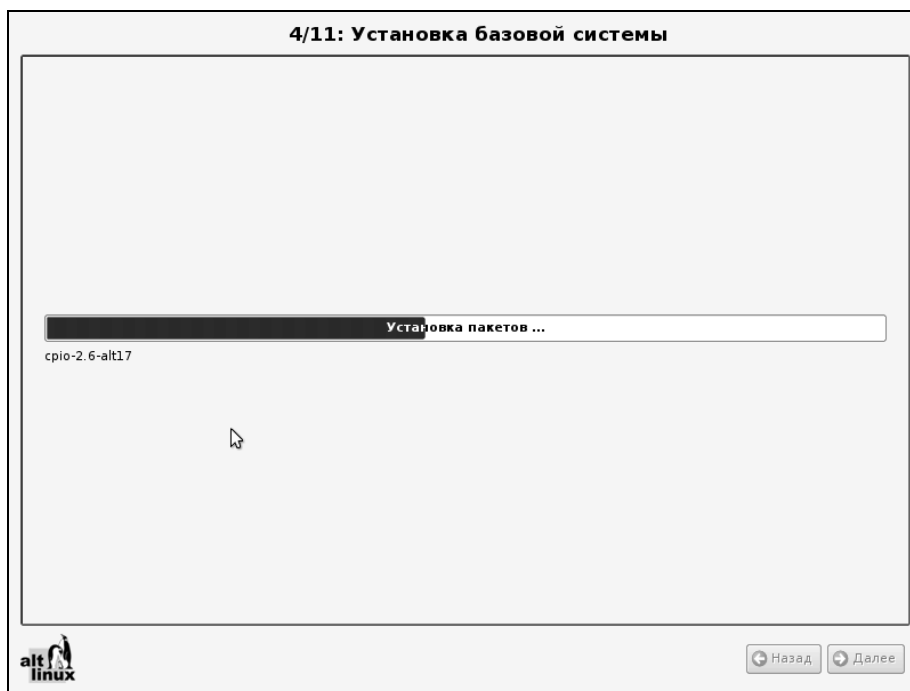 4/11: Установка базовой системы
Установка пакетов ...
cpio-2.6-alt17
alt
linux
Назад
Далее